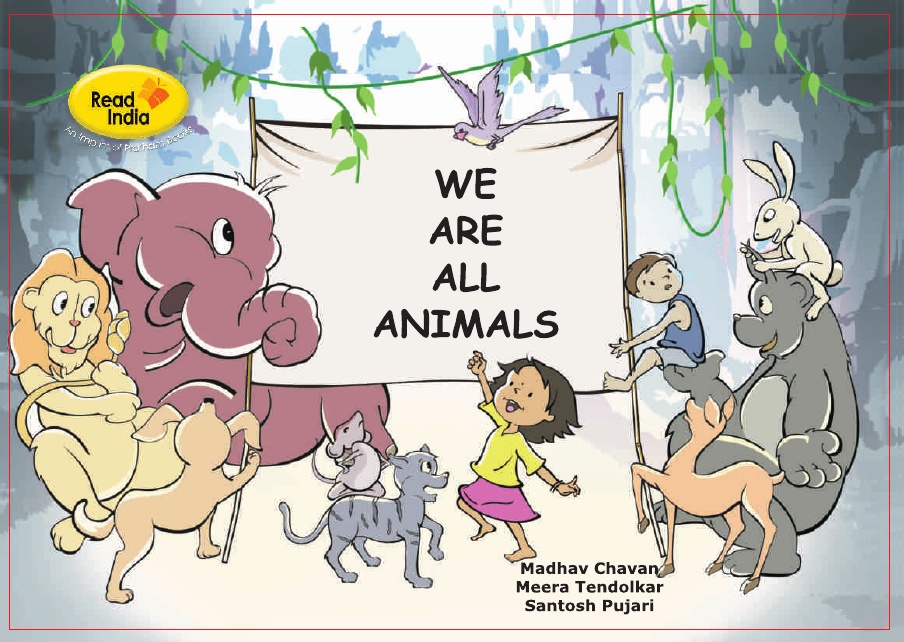 Read
India
An Imprint of Pratham Books
WE
ARE
ALL
ANIMALS
Madhav Chavan
Meera Tendolkar
Santosh Pujari